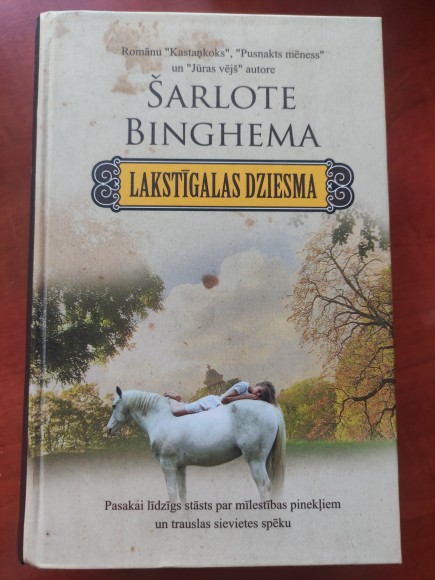 Romānu "Kastaņkoks", "Pusnakts mēness"
un "Jūras vējš" autore
ŠARLOTE
BINGHEMA
LAKSTĪGALAS DZIESMA
Pasakai līdzīgs stāsts par mīlestības pinekļiem
un trauslas sievietes spēku